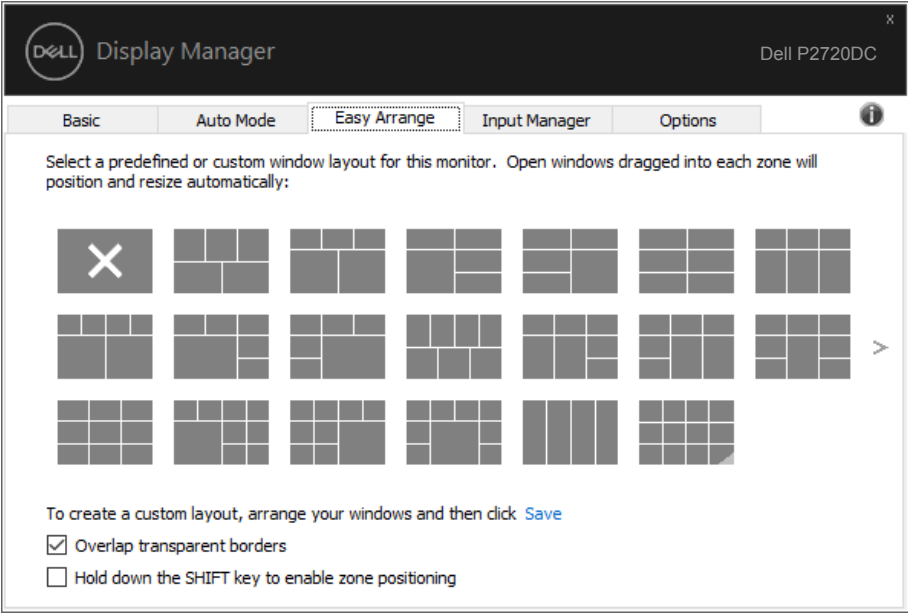 x
DELL Display Manager
Dell P2720DC
Basic Auto Mode Easy Arrange Input Manager Options
Select a predefined or custom window layout for this monitor. Open windows dragged into each zone will
position and resize automatically:
>
To create a custom layout, arrange your windows and then click Save
Overlap transparent borders
Hold down the SHIFT key to enable zone positioning